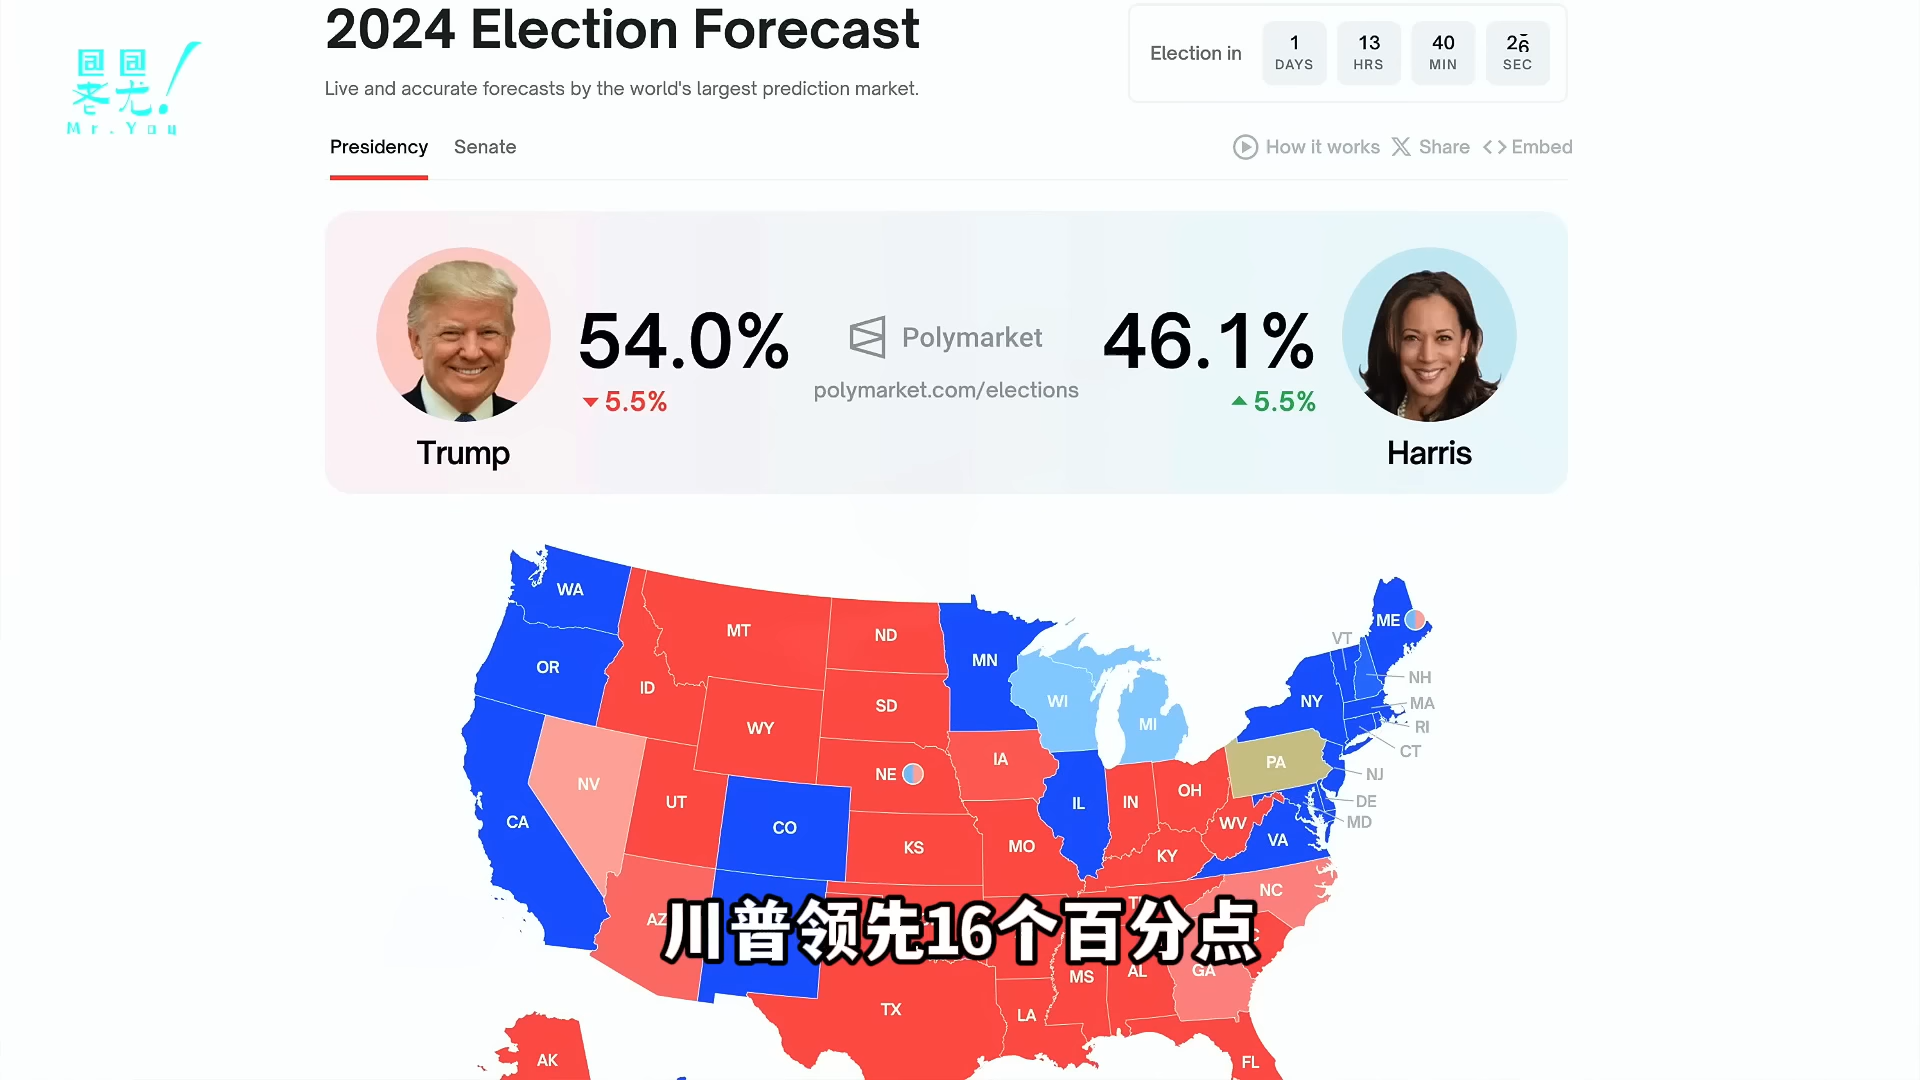 2024 Election Forecast
Live and accurate forecasts by the world's largest prediction market.
Election in
1 DAYS
13 HRS
40 MIN
SEC
Mr.You
Presidency
Senate
How it works
Share
Embed
54.0%
5.5%
Trump
Polymarket
polymarket.com/elections
46.1%
5.5%
Harris
WA
MT
ND
MN
ME
VT
OR
ID
SD
WI
MI
NY
NH
MA
RI
CT
WY
IA
PA
NJ
NV
NE
UT
OH
IN
IL
DE
MD
CA
CO
KS
MO
WV
VA
KY
NC
AZ
川普领先16个百分点
MS
AL
GA
TX
LA
AK
FL